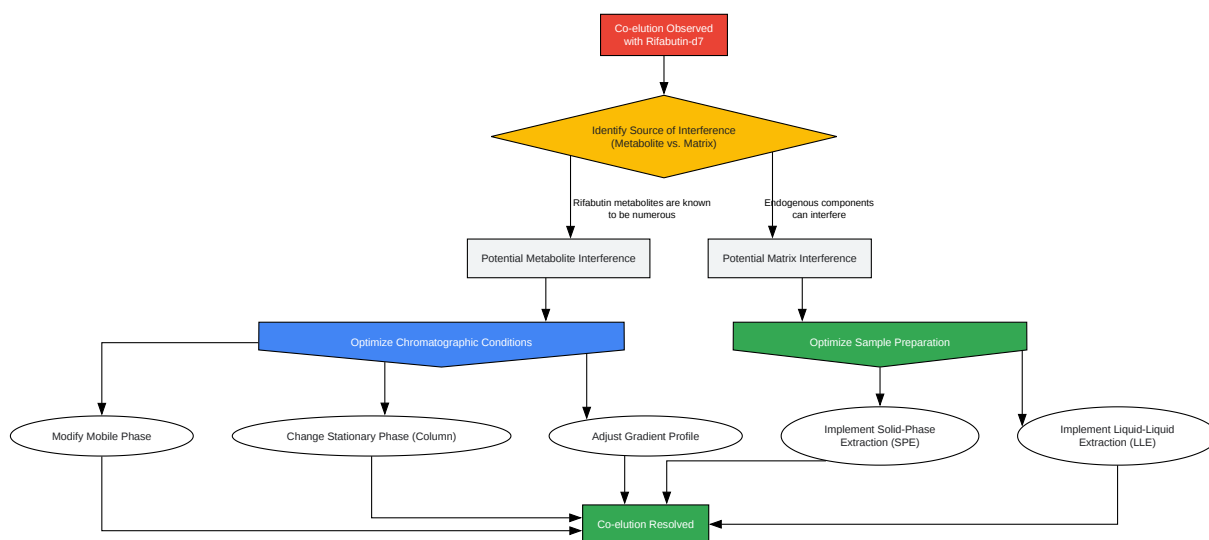 Co-elution Observed
with Rifabutin-d7
Identify Source of Interference
(Metabolite vs. Matrix)
Rifabutin metabolites are known
to be numerous
Endogenous components
can interfere
Potential Metabolite Interference
Potential Matrix Interference
Optimize Chromatographic Conditions
Optimize Sample Preparation
Modify Mobile Phase
Change Stationary Phase (Column)
Adjust Gradient Profile
Implement Solid-Phase
Extraction (SPE)
Implement Liquid-Liquid
Extraction (LLE)
Co-elution Resolved